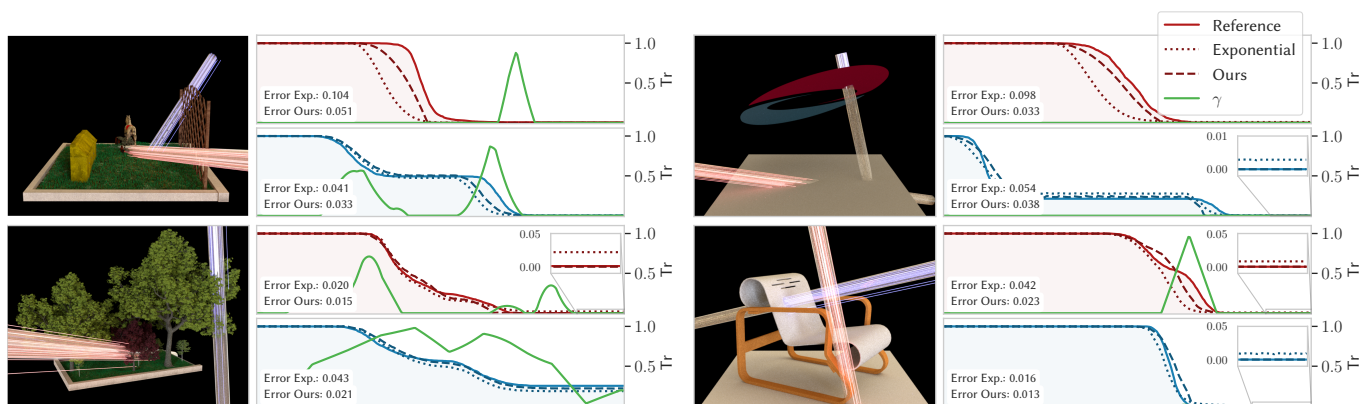 Reference
Exponential
Ours
γ
Error Exp.: 0.104
Error Ours: 0.051
1.0
0.5
Tr
Error Exp.: 0.098
Error Ours: 0.033
1.0
0.5
Tr
Error Exp.: 0.041
Error Ours: 0.033
1.0
0.5
Error Exp.: 0.054
Error Ours: 0.038
0.01
0.00
1.0
0.5
Error Exp.: 0.020
Error Ours: 0.015
0.05
0.00
1.0
0.5
Tr
Error Exp.: 0.042
Error Ours: 0.023
0.05
0.00
1.0
0.5
Tr
Error Exp.: 0.043
Error Ours: 0.021
1.0
0.5
Tr
Error Exp.: 0.016
Error Ours: 0.013
0.05
0.00
1.0
0.5
Tr